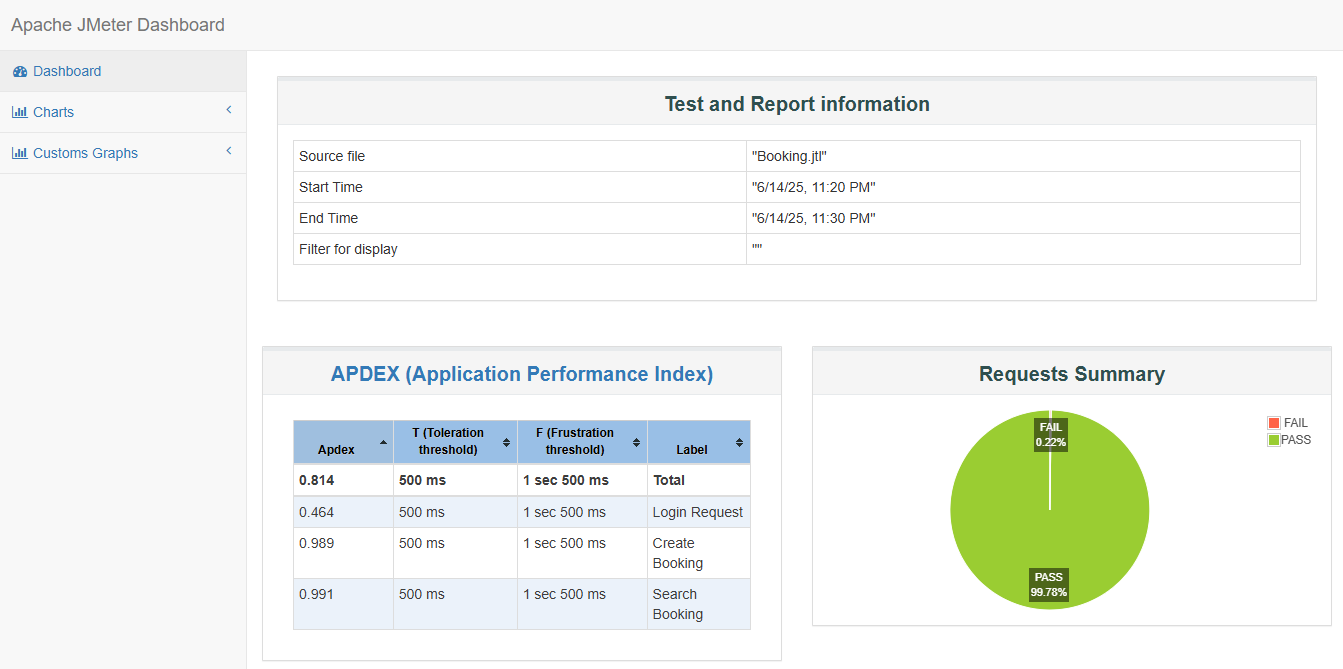 Apache JMeter Dashboard
Dashboard
Charts
Customs Graphs
Test and Report information
Source file "Booking.jtl"
Start Time "6/14/25, 11:20 PM"
End Time "6/14/25, 11:30 PM"
Filter for display ""
APDEX (Application Performance Index)
Apdex T (Toleration threshold) F (Frustration threshold) Label
0.814 500 ms 1 sec 500 ms Total
0.464 500 ms 1 sec 500 ms Login Request
0.989 500 ms 1 sec 500 ms Create Booking
0.991 500 ms 1 sec 500 ms Search Booking
Requests Summary
FAIL
0.22%
PASS
99.78%
FAIL
PASS